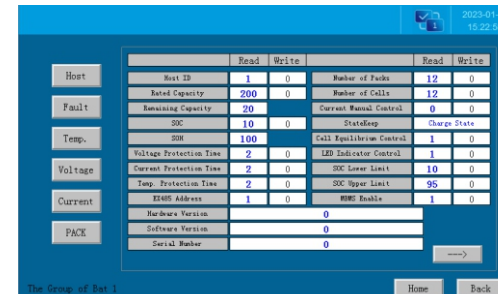 2023-01-
1
15:22:5
Read Write Read Write
Host Host ID 1 0 Number of Packs 12 0
Rated Capacity 200 0 Number of Cells 12 0
Fault Remaining Capacity 20 Current Manual Control 0 0
SOC 10 0 StateKeep Charge State
Temp. SOH 100 Cell Equilibrium Control 1 0
Voltage Protection Time 2 0 LED Indicator Control 1 0
Voltage Current Protection Time 2 0 SOC Lower Limit 10 0
Temp. Protection Time 2 0 SOC Upper Limit 95 0
Current RX485 Address 1 0 WBMS Enable 1 0
Hardware Version 0
PACK Software Version 0
Serial Number 0
--->
The Group of Bat 1 Home Back